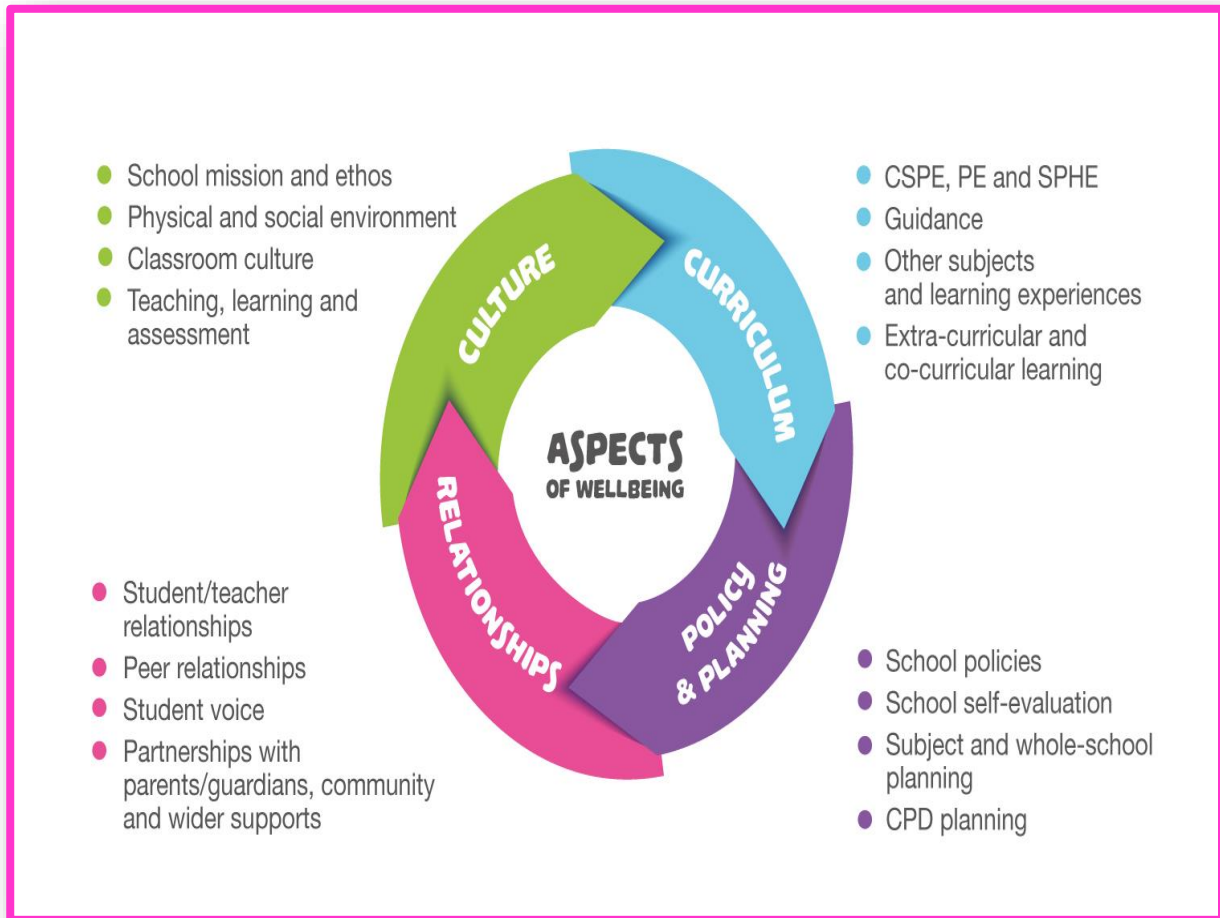 School mission and ethos
Physical and social environment
Classroom culture
Teaching, learning and
assessment
CSPE, PE and SPHE
Guidance
Other subjects
and learning experiences
Extra-curricular and
co-curricular learning
CULTURE
CURRICULUM
ASPECTS
OF WELLBEING
RELATIONSHIPS
POLICY
& PLANNING
Student/teacher
relationships
Peer relationships
Student voice
Partnerships with
parents/guardians, community
and wider supports
School policies
School self-evaluation
Subject and whole-school
planning
CPD planning